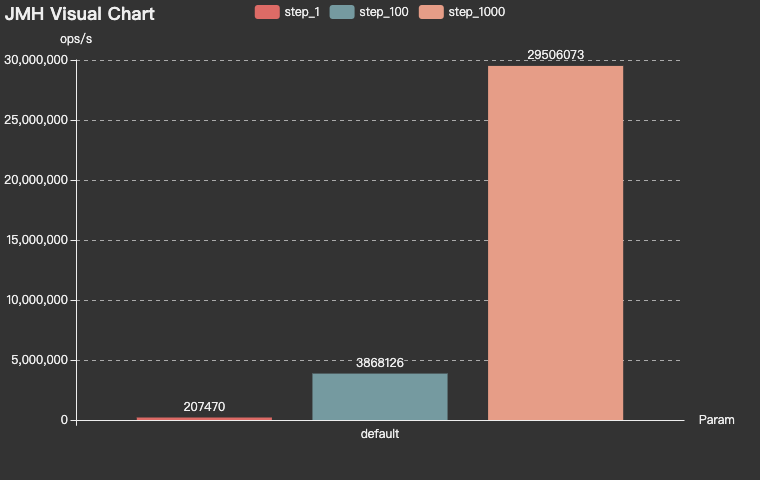 JMH Visual Chart
step_1 step_100 step_1000
ops/s
30,000,000
29506073
25,000,000
20,000,000
15,000,000
10,000,000
5,000,000
3868126
207470
0
Param
default